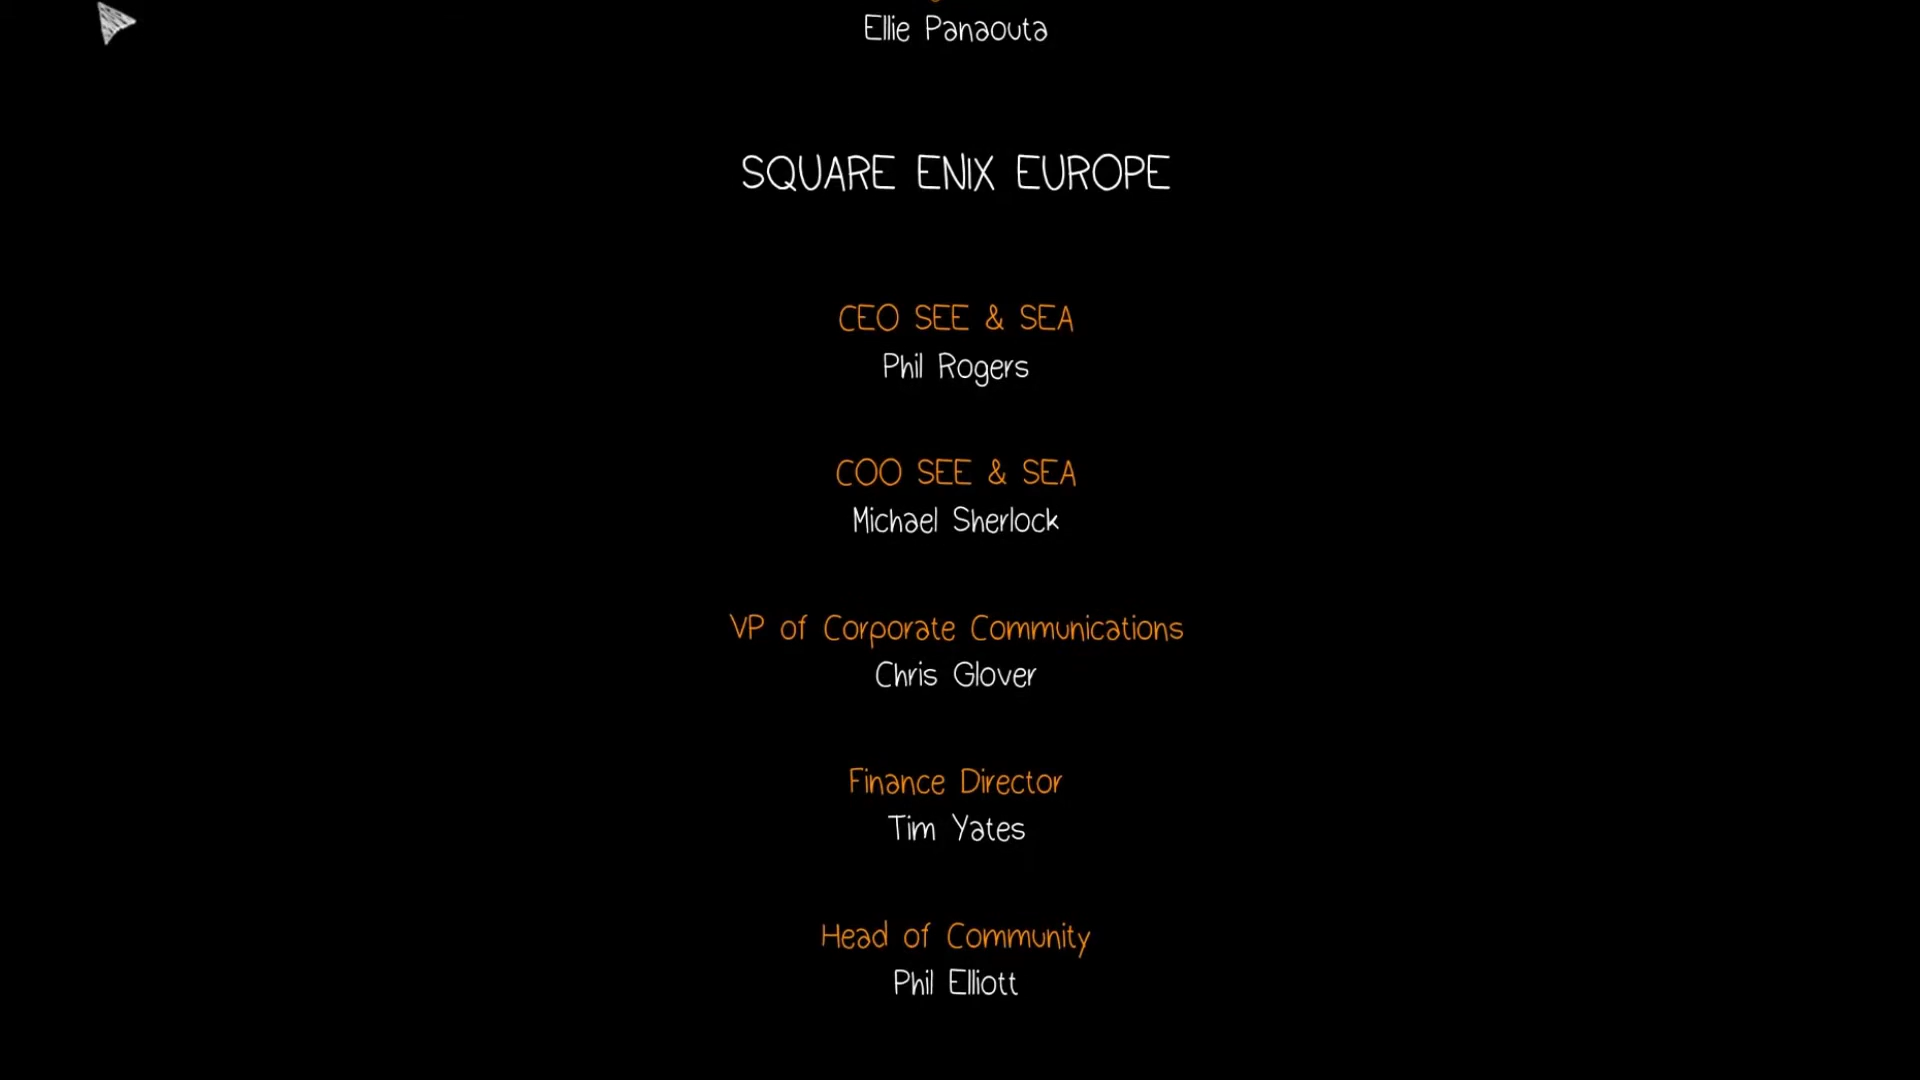 Ellie Panaouta
SQUARE ENIX EUROPE
CEO SEE & SEA
Phil Rogers
COO SEE & SEA
Michael Sherlock
VP of Corporate Communications
Chris Glover
Finance Director
Tim Yates
Head of Community
Phil Elliott